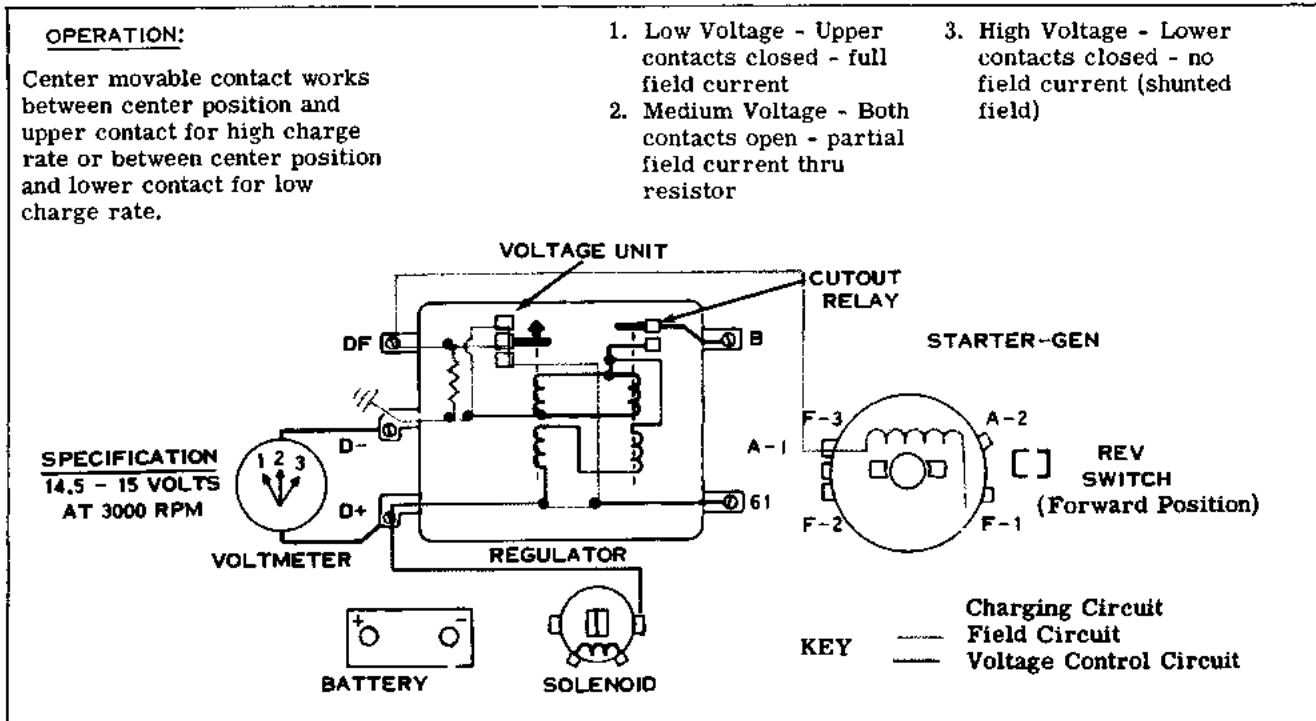 OPERATION:
Center movable contact works
between center position and
upper contact for high charge
rate or between center position
and lower contact for low
charge rate.
1. Low Voltage - Upper
contacts closed - full
field current
2. Medium Voltage - Both
contacts open - partial
field current thru
resistor
3. High Voltage - Lower
contacts closed - no
field current (shunted
field)
VOLTAGE UNIT
CUTOUT
RELAY
DF
B
STARTER-GEN
D-
F-3
A-2
A-1
SPECIFICATION
14.5 - 15 VOLTS
AT 3000 RPM
1 2 3
REV
SWITCH
(Forward Position)
D+
61
F-2
F-1
VOLTMETER
REGULATOR
+ -
BATTERY
SOLENOID
KEY
Charging Circuit
Field Circuit
Voltage Control Circuit